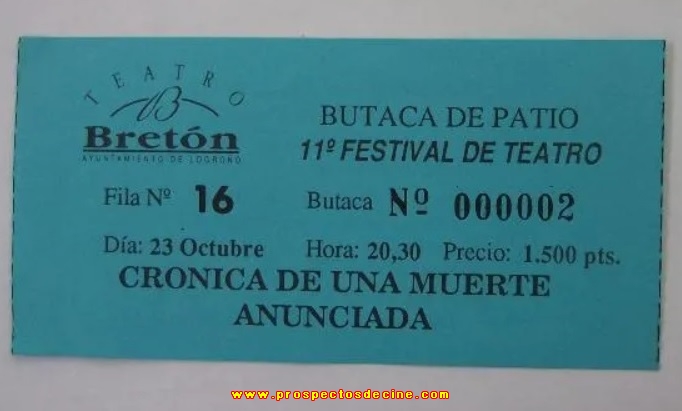 TEATRO
B
Bretón
AYUNTAMIENTO DE LOGROÑO
BUTACA DE PATIO
11º FESTIVAL DE TEATRO
Fila Nº 16 Butaca Nº 000002
Día: 23 Octubre Hora: 20,30 Precio: 1.500 pts.
CRONICA DE UNA MUERTE
ANUNCIADA
www.prospectosdecine.com